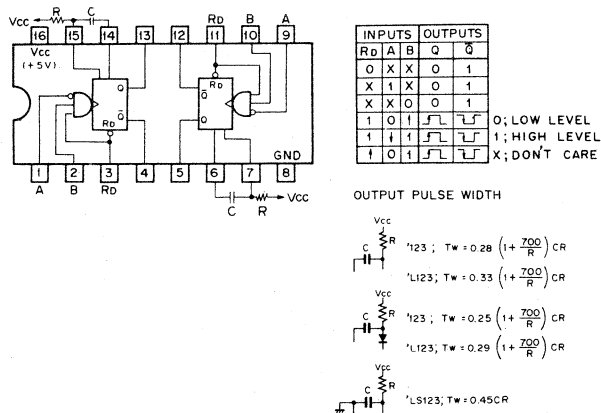 Vcc R C RD B A
16 15 14 13 12 11 10 9
Vcc
(+5V)
Q Q̅ RD
RD Q̅ Q
GND
1 2 3 4 5 6 7 8
A B RD
C R Vcc
INPUTS OUTPUTS
RD A B Q Q̅
0 X X 0 1
X 1 X 0 1
X X 0 0 1
1 0 ↑ 0; LOW LEVEL
1 ↓ 1 1; HIGH LEVEL
↑ 0 1 X; DON'T CARE
OUTPUT PULSE WIDTH
Vcc
C R '123; Tw = 0.28 (1 + 700/R) CR
'L123; Tw = 0.33 (1 + 700/R) CR
Vcc
C R '123; Tw = 0.25 (1 + 700/R) CR
'L123; Tw = 0.29 (1 + 700/R) CR
Vcc
C R 'LS123; Tw = 0.45CR